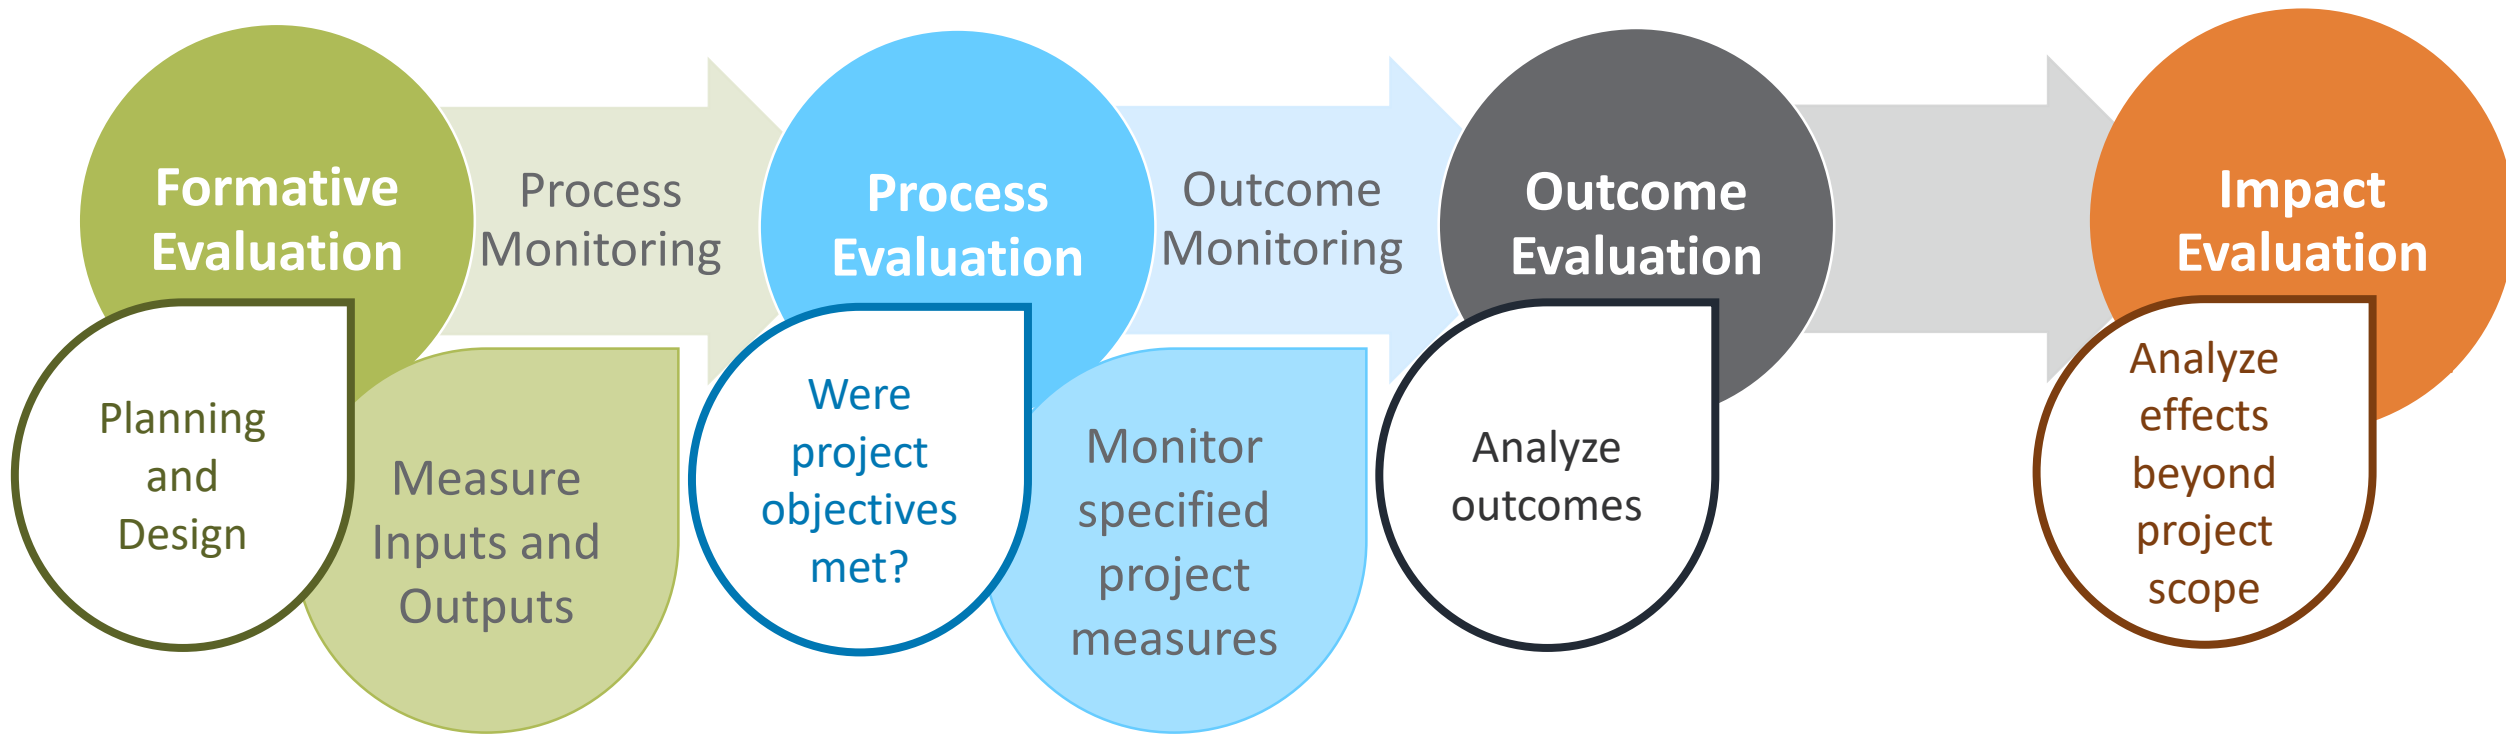 Formative
Evaluation
Process
Monitoring
Process
Evaluation
Outcome
Monitoring
Outcome
Evaluation
Impact
Evaluation
Planning
and
Design
Measure
Inputs and
Outputs
Were
project
objectives
met?
Monitor
specified
project
measures
Analyze
outcomes
Analyze
effects
beyond
project
scope